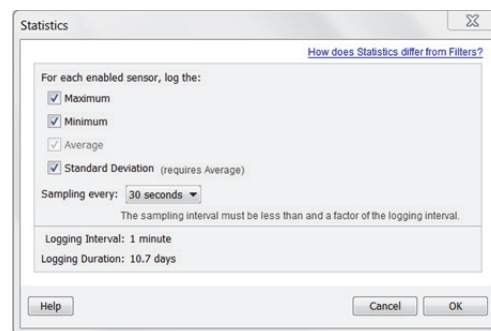 Statistics
How does Statistics differ from Filters?
For each enabled sensor, log the:
Maximum
Minimum
Average
Standard Deviation (requires Average)
Sampling every: 30 seconds
The sampling interval must be less than and a factor of the logging interval.
Logging Interval: 1 minute
Logging Duration: 10.7 days
Help Cancel OK